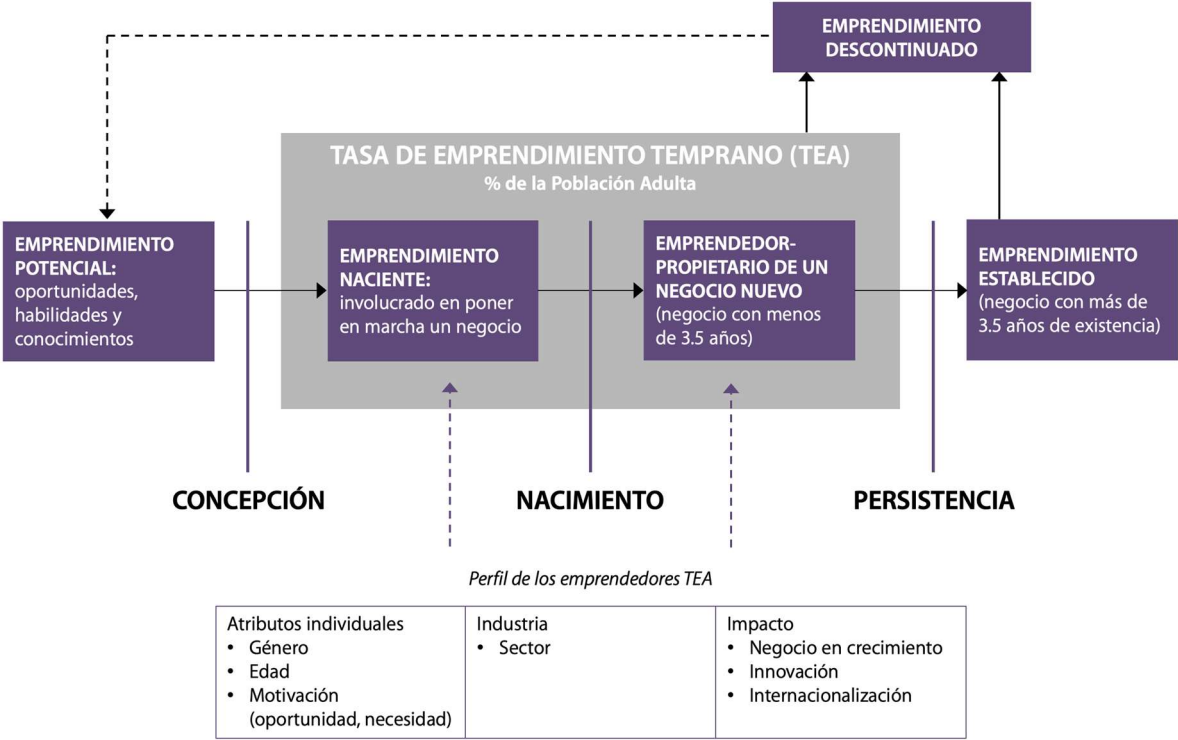 EMPRENDIMIENTO
DESCONTINUADO
TASA DE EMPRENDIMIENTO TEMPRANO (TEA)
% de la Población Adulta
EMPRENDIMIENTO
POTENCIAL:
oportunidades,
habilidades y
conocimientos
EMPRENDIMIENTO
NACIENTE:
involucrado en poner
en marcha un negocio
EMPRENDEDOR-
PROPIETARIO DE UN
NEGOCIO NUEVO
(negocio con menos
de 3.5 años)
EMPRENDIMIENTO
ESTABLECIDO
(negocio con más de
3.5 años de existencia)
CONCEPCIÓN
NACIMIENTO
PERSISTENCIA
Perfil de los emprendedores TEA
Atributos individuales
• Género
• Edad
• Motivación
(oportunidad, necesidad)
Industria
• Sector
Impacto
• Negocio en crecimiento
• Innovación
• Internacionalización